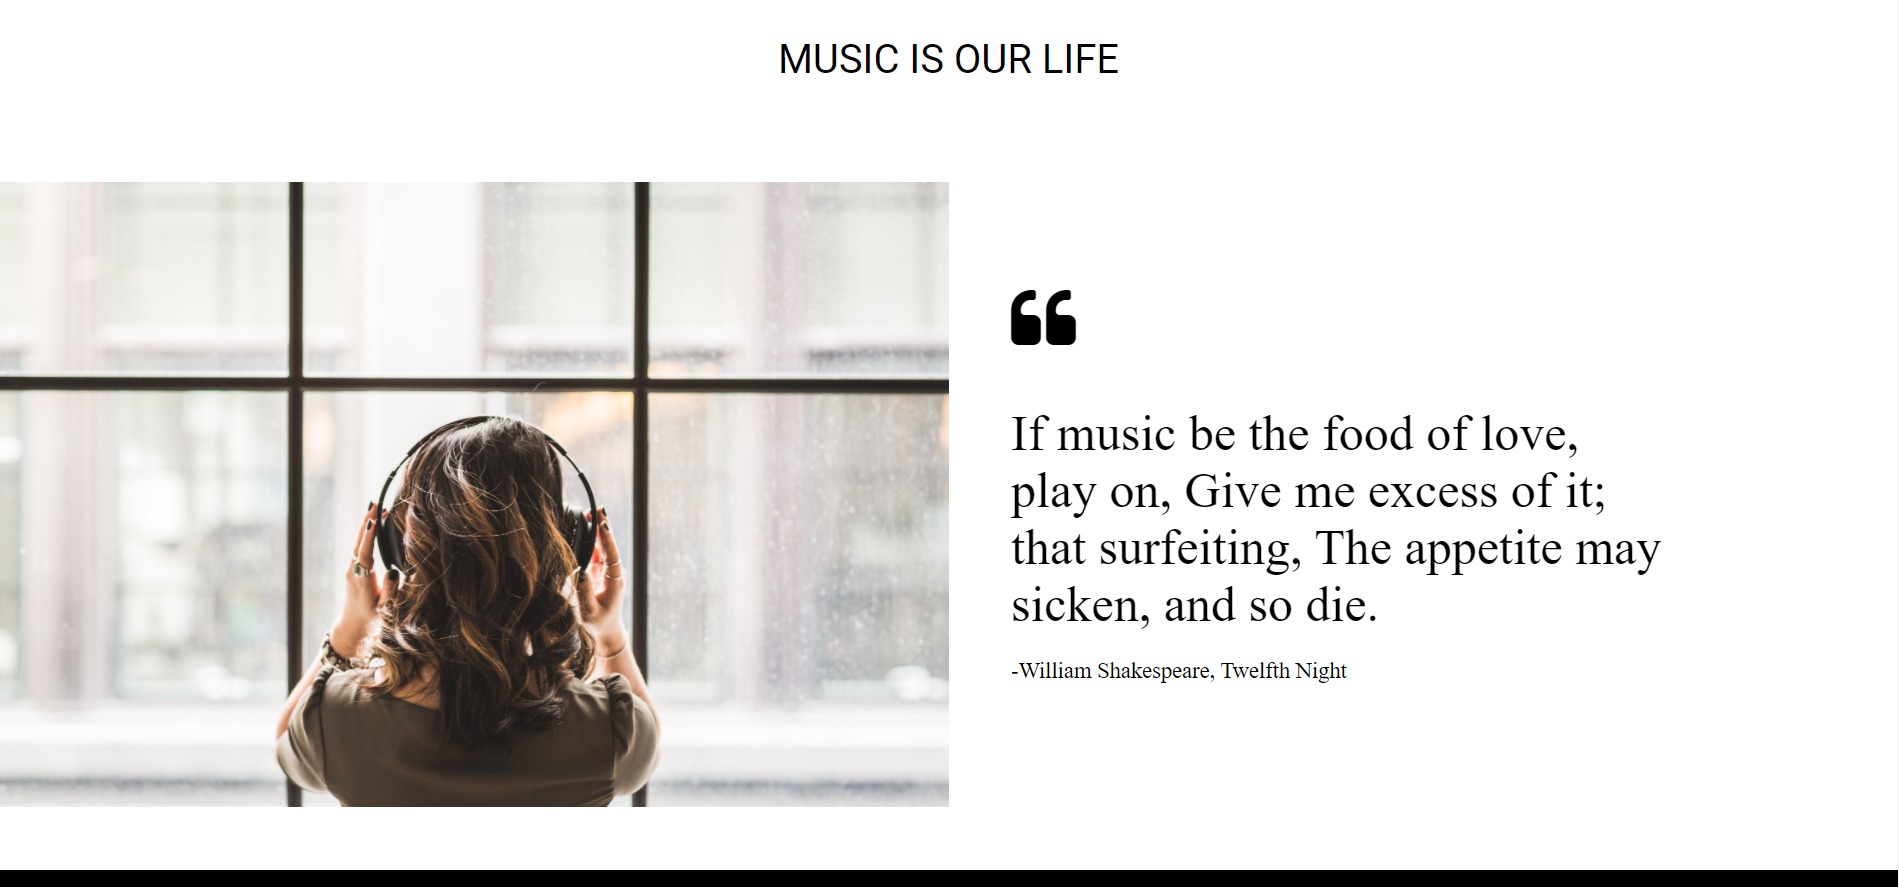 MUSIC IS OUR LIFE
If music be the food of love,
play on, Give me excess of it;
that surfeiting, The appetite may
sicken, and so die.
-William Shakespeare, Twelfth Night